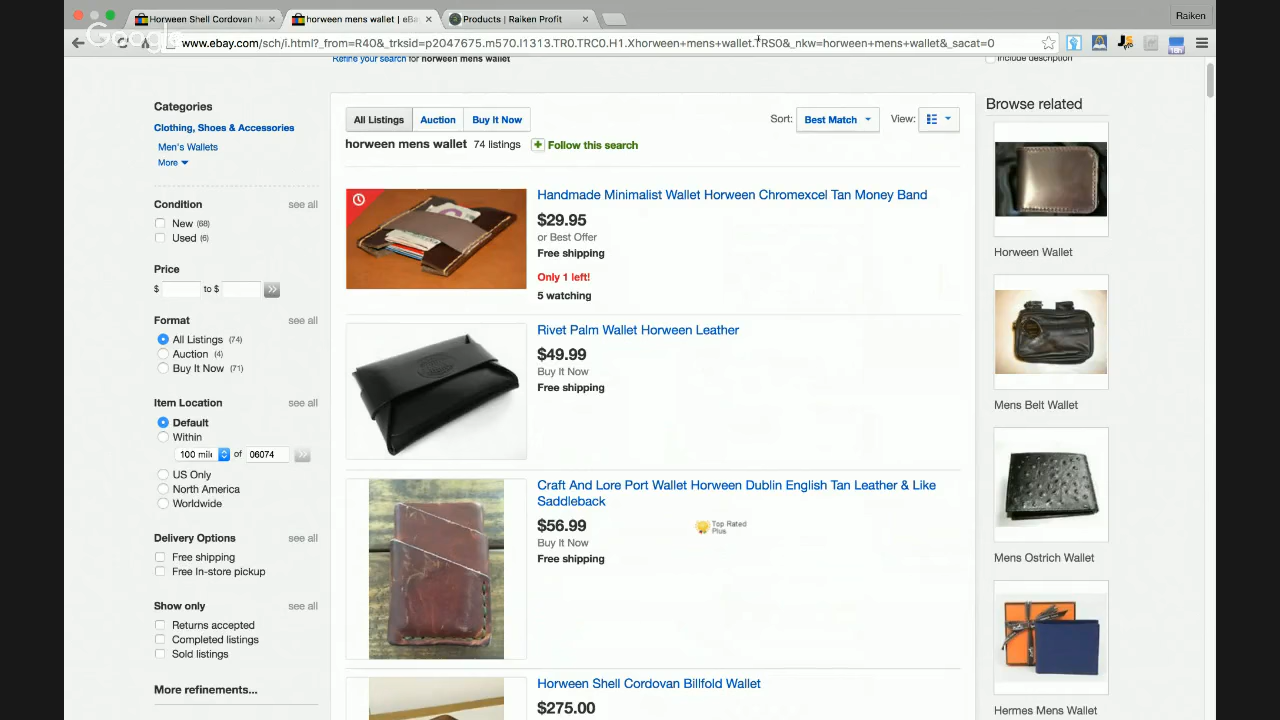 Horween Shell Cordovan N
horween mens wallet | eBa
Products | Raiken Profit
Raiken
Google
www.ebay.com/sch/i.html?_from=R40&_trksid=p2047675.m570.l1313.TR0.TRC0.H1.Xhorween+mens+wallet.TRS0&_nkw=horween+mens+wallet&_sacat=0
Refine your search for horween mens wallet
Include description
Categories
Clothing, Shoes & Accessories
Men's Wallets
More
Condition see all
New (68)
Used (6)
Price
$ to $
Format see all
All Listings (74)
Auction (4)
Buy It Now (71)
Item Location see all
Default
Within
100 mile of 06074
US Only
North America
Worldwide
Delivery Options see all
Free shipping
Free In-store pickup
Show only see all
Returns accepted
Completed listings
Sold listings
More refinements...
All Listings Auction Buy It Now
Sort: Best Match View:
horween mens wallet 74 listings Follow this search
Handmade Minimalist Wallet Horween Chromexcel Tan Money Band
$29.95
or Best Offer
Free shipping
Only 1 left!
5 watching
Rivet Palm Wallet Horween Leather
$49.99
Buy It Now
Free shipping
Craft And Lore Port Wallet Horween Dublin English Tan Leather & Like
Saddleback
$56.99
Buy It Now
Free shipping
Top Rated
Plus
Horween Shell Cordovan Billfold Wallet
$275.00
Browse related
Horween Wallet
Mens Belt Wallet
Mens Ostrich Wallet
Hermes Mens Wallet